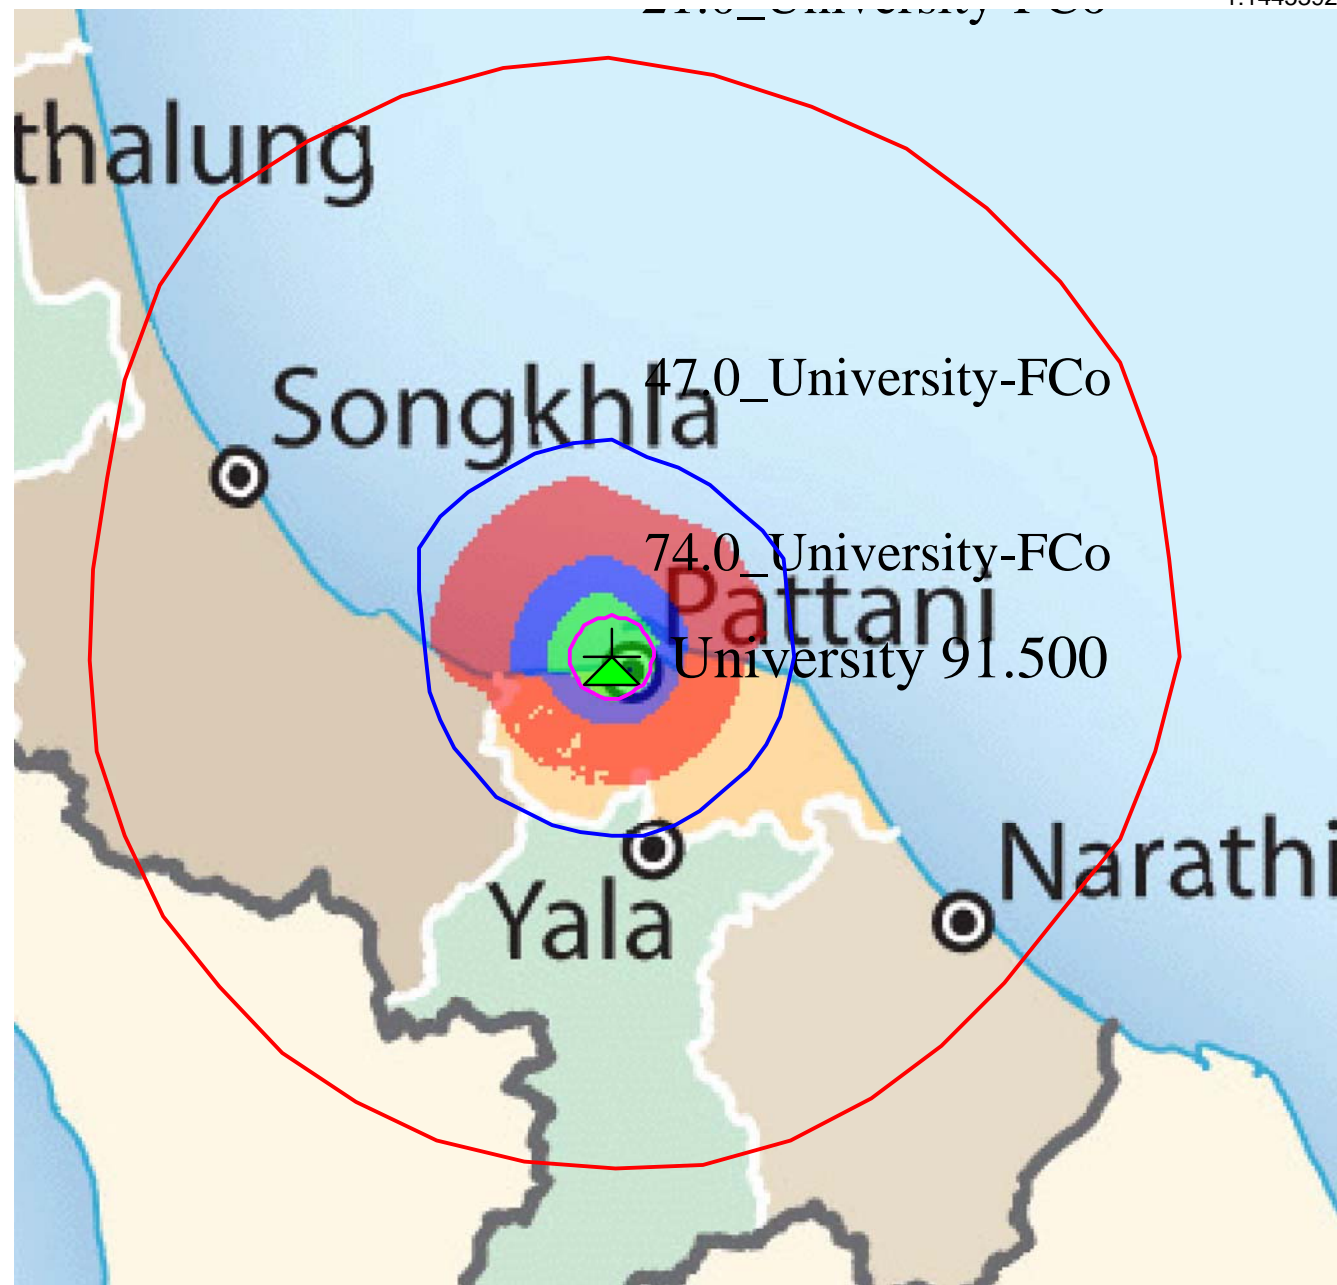 thalung
Songkhla
47.0_University-FCo
74.0_University-FCo
Pattani
University 91.500
Narathi
Yala